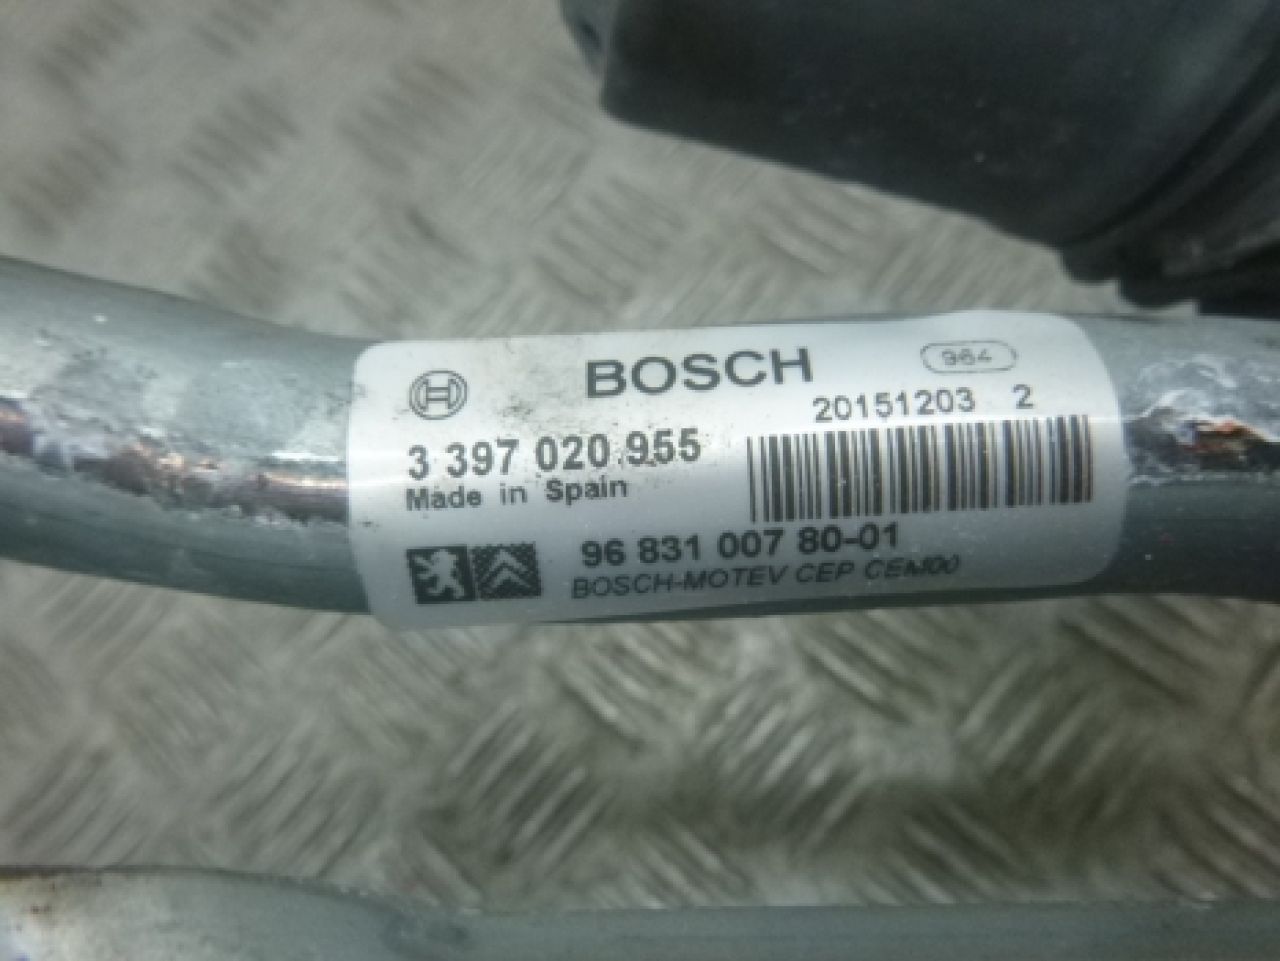 BOSCH
964
20151203 2
3 397 020 955
Made in Spain
96 831 007 80-01
BOSCH-MOTEV CEP CEM00